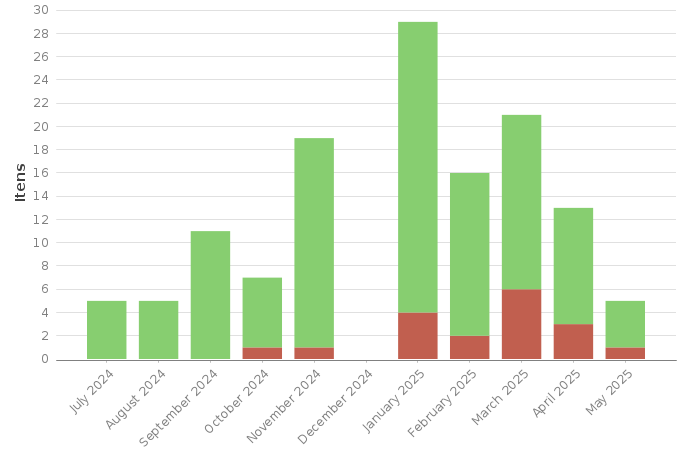 30
28
26
24
22
20
18
16
14
12
10
8
6
4
2
0
Itens
July 2024
August 2024
September 2024
October 2024
November 2024
December 2024
January 2025
February 2025
March 2025
April 2025
May 2025